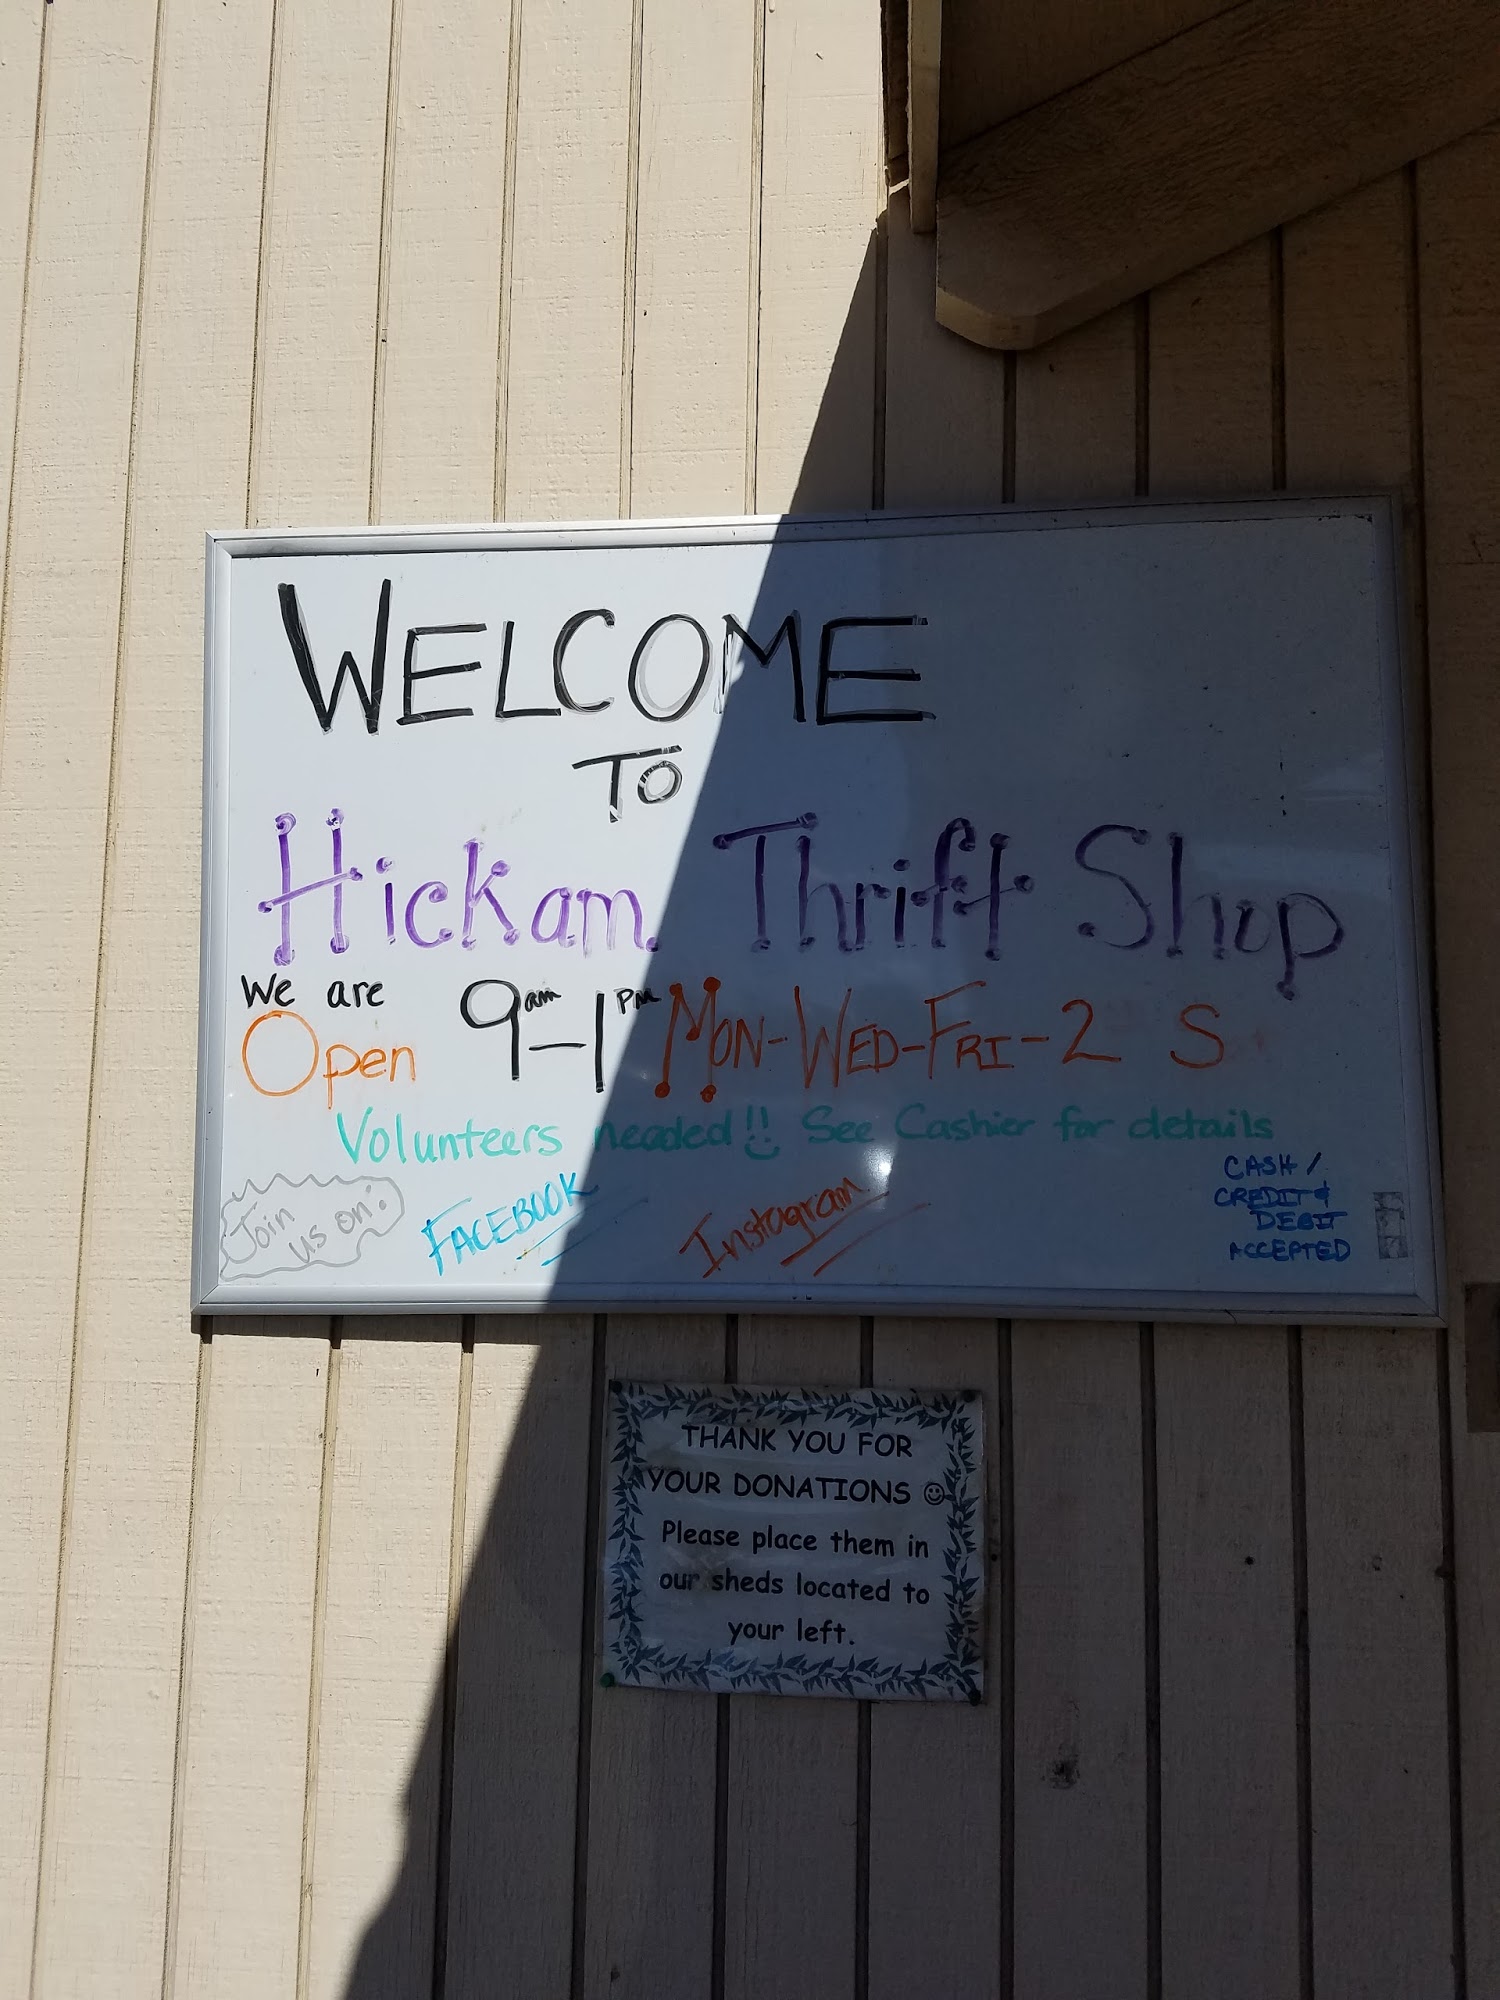 WELCOME
TO
Hickam Thrift Shop
We are
Open 9am-1pm MON-WED-FRI-2 S
Volunteers needed!! See Cashier for details
Join us on: FACEBOOK Instagram
CASH/
CREDIT &
DEBIT
ACCEPTED
THANK YOU FOR
YOUR DONATIONS ☺
Please place them in
our sheds located to
your left.